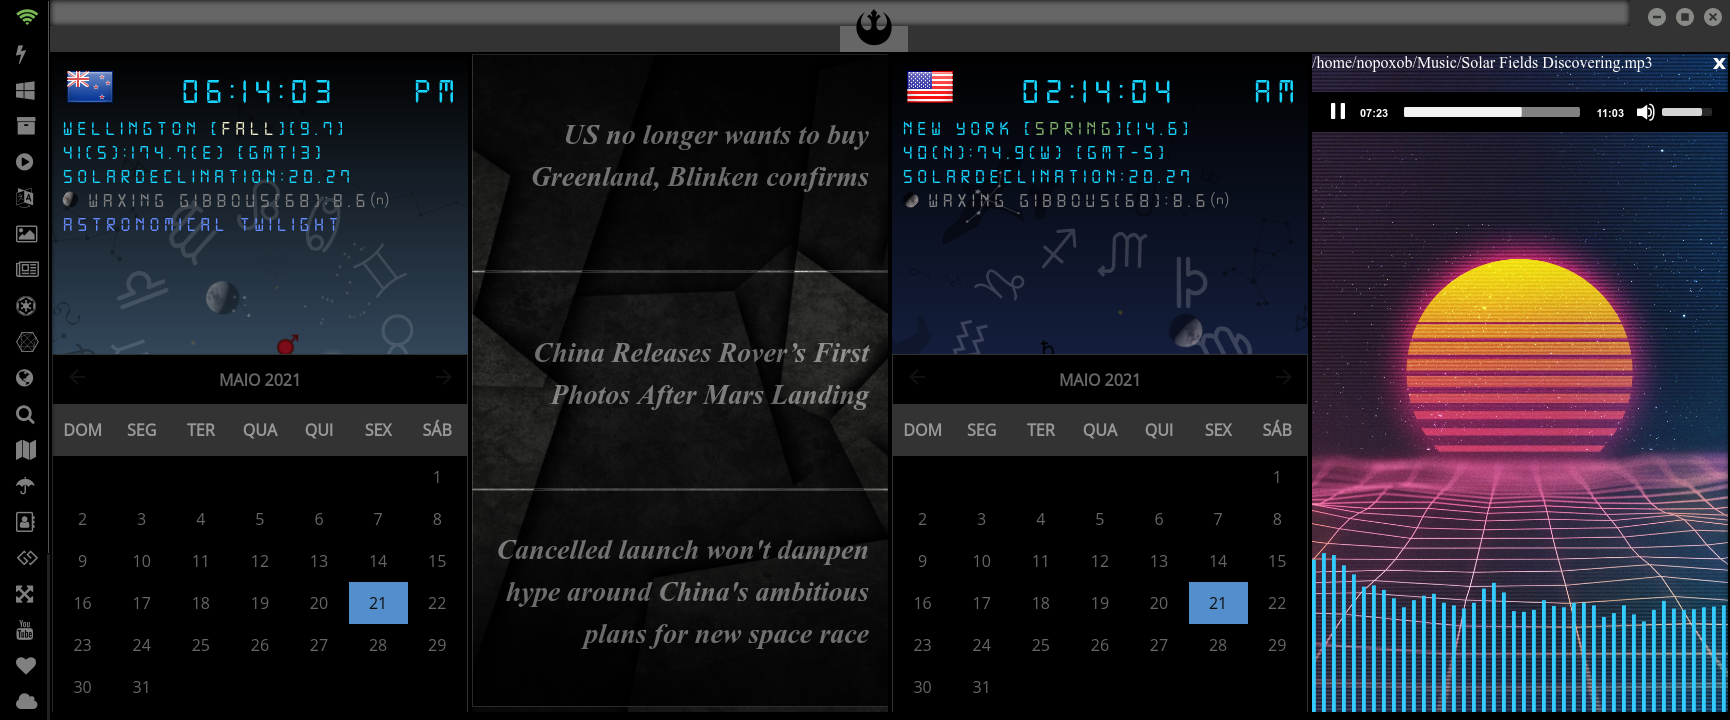 06:14:03 PM
WELLINGTON [FALL][9.7]
41(S):174.7(E) [GMT13]
SOLARDECLINATION:20.27
WAXING GIBBOUS[68]:8.6(n)
ASTRONOMICAL TWILIGHT
MAIO 2021
DOM SEG TER QUA QUI SEX SÁB
1
2 3 4 5 6 7 8
9 10 11 12 13 14 15
16 17 18 19 20 21 22
23 24 25 26 27 28 29
30 31
US no longer wants to buy
Greenland, Blinken confirms
China Releases Rover’s First
Photos After Mars Landing
Cancelled launch won't dampen
hype around China's ambitious
plans for new space race
02:14:04 AM
NEW YORK [SPRING][14.6]
40(N):74.9(W) [GMT-5]
SOLARDECLINATION:20.27
WAXING GIBBOUS[68]:8.6(n)
MAIO 2021
DOM SEG TER QUA QUI SEX SÁB
1
2 3 4 5 6 7 8
9 10 11 12 13 14 15
16 17 18 19 20 21 22
23 24 25 26 27 28 29
30 31
/home/nopoxob/Music/Solar Fields Discovering.mp3 x
07:23 11:03
You
Tube